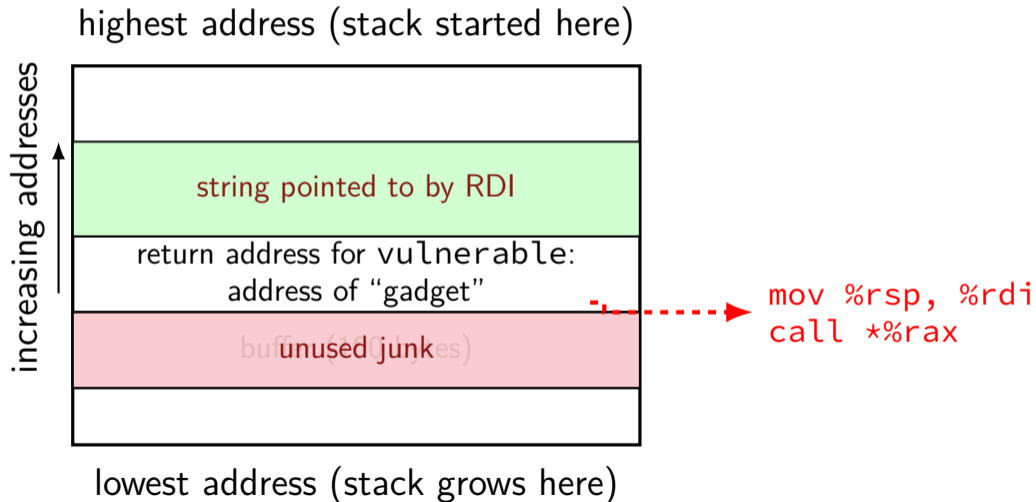 highest address (stack started here)
increasing addresses
string pointed to by RDI
return address for vulnerable:
address of “gadget”
mov %rsp, %rdi
call *%rax
unused junk
lowest address (stack grows here)